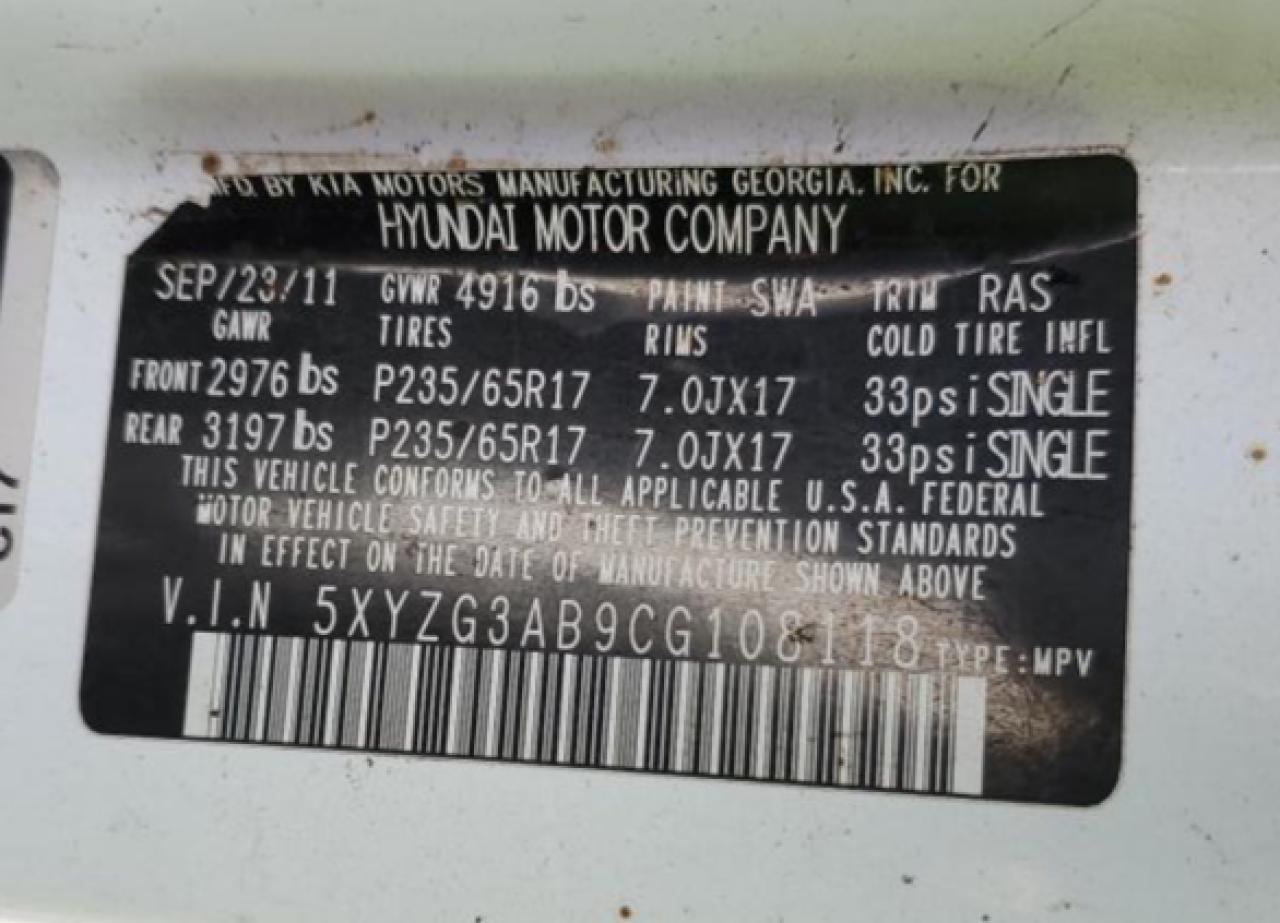 MFD BY KIA MOTORS MANUFACTURING GEORGIA, INC. FOR
HYUNDAI MOTOR COMPANY
SEP/23/11 GVWR 4916 lbs PAINT SWA TRIM RAS
GAWR TIRES RIMS COLD TIRE INFL
FRONT 2976 lbs P235/65R17 7.0JX17 33psi SINGLE
REAR 3197 lbs P235/65R17 7.0JX17 33psi SINGLE
THIS VEHICLE CONFORMS TO ALL APPLICABLE U.S.A. FEDERAL
MOTOR VEHICLE SAFETY AND THEFT PREVENTION STANDARDS
IN EFFECT ON THE DATE OF MANUFACTURE SHOWN ABOVE
V.I.N 5XYZG3AB9CG108118 TYPE:MPV